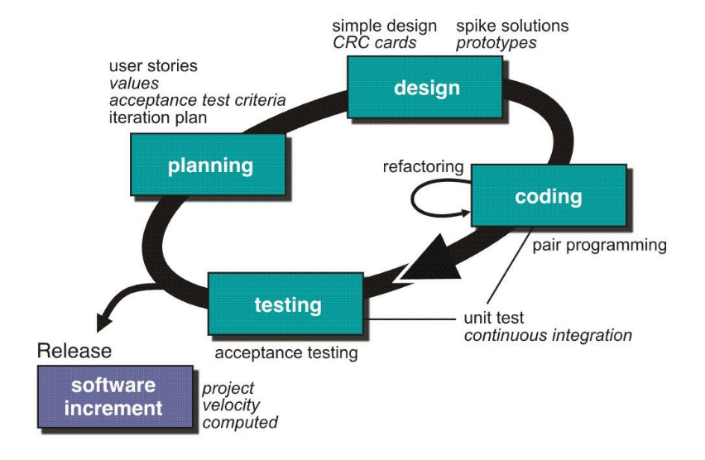 simple design
CRC cards
spike solutions
prototypes
design
user stories
values
acceptance test criteria
iteration plan
planning
refactoring
coding
pair programming
testing
acceptance testing
unit test
continuous integration
Release
software
increment
project
velocity
computed